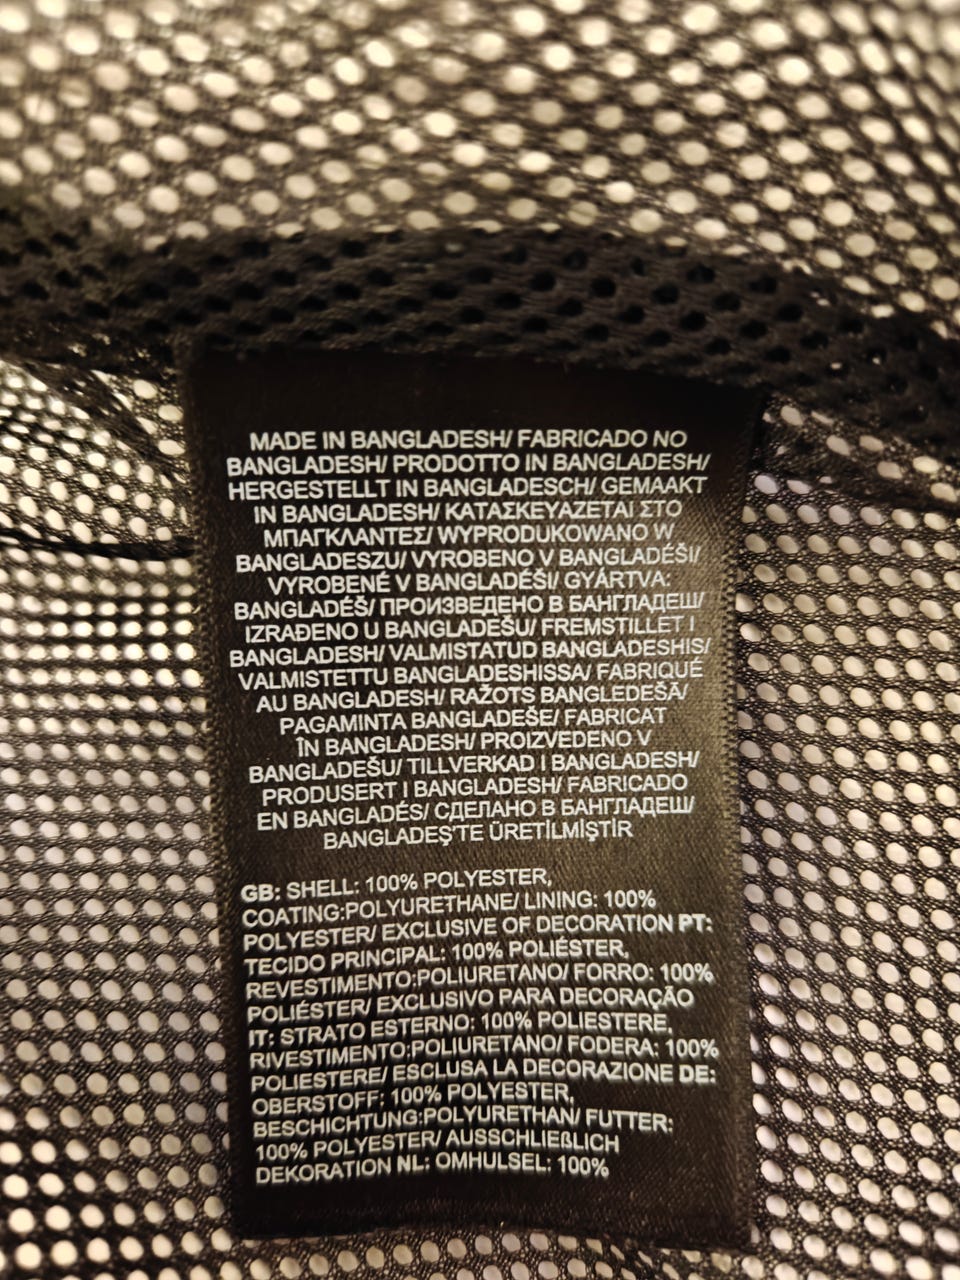 MADE IN BANGLADESH/ FABRICADO NO
BANGLADESH/ PRODOTTO IN BANGLADESH/
HERGESTELLT IN BANGLADESCH/ GEMAAKT
IN BANGLADESH/ ΚΑΤΑΣΚΕΥΑΖΕΤΑΙ ΣΤΟ
ΜΠΑΓΚΛΑΝΤΕΣ/ WYPRODUKOWANO W
BANGLADESZU/ VYROBENO V BANGLADÉŠI/
VYROBENÉ V BANGLADÉŠI/ GYÁRTVA:
BANGLADÉŠ/ ПРОИЗВЕДЕНО В БАНГЛАДЕШ/
IZRAĐENO U BANGLADEŠU/ FREMSTILLET I
BANGLADESH/ VALMISTATUD BANGLADESHIS/
VALMISTETTU BANGLADESHISSA/ FABRIQUÉ
AU BANGLADESH/ RAŽOTS BANGLEDEŠĀ/
PAGAMINTA BANGLADEŠE/ FABRICAT
ÎN BANGLADESH/ PROIZVEDENO V
BANGLADEŠU/ TILLVERKAD I BANGLADESH/
PRODUSERT I BANGLADESH/ FABRICADO
EN BANGLADÉS/ СДЕЛАНО В БАНГЛАДЕШ/
BANGLADEŞ'TE ÜRETİLMİŞTİR
GB: SHELL: 100% POLYESTER,
COATING:POLYURETHANE/ LINING: 100%
POLYESTER/ EXCLUSIVE OF DECORATION PT:
TECIDO PRINCIPAL: 100% POLIÉSTER,
REVESTIMENTO:POLIURETANO/ FORRO: 100%
POLIÉSTER/ EXCLUSIVO PARA DECORAÇÃO
IT: STRATO ESTERNO: 100% POLIESTERE,
RIVESTIMENTO:POLIURETANO/ FODERA: 100%
POLIESTERE/ ESCLUSA LA DECORAZIONE DE:
OBERSTOFF: 100% POLYESTER,
BESCHICHTUNG:POLYURETHAN/ FUTTER:
100% POLYESTER/ AUSSCHLIEßLICH
DEKORATION NL: OMHULSEL: 100%